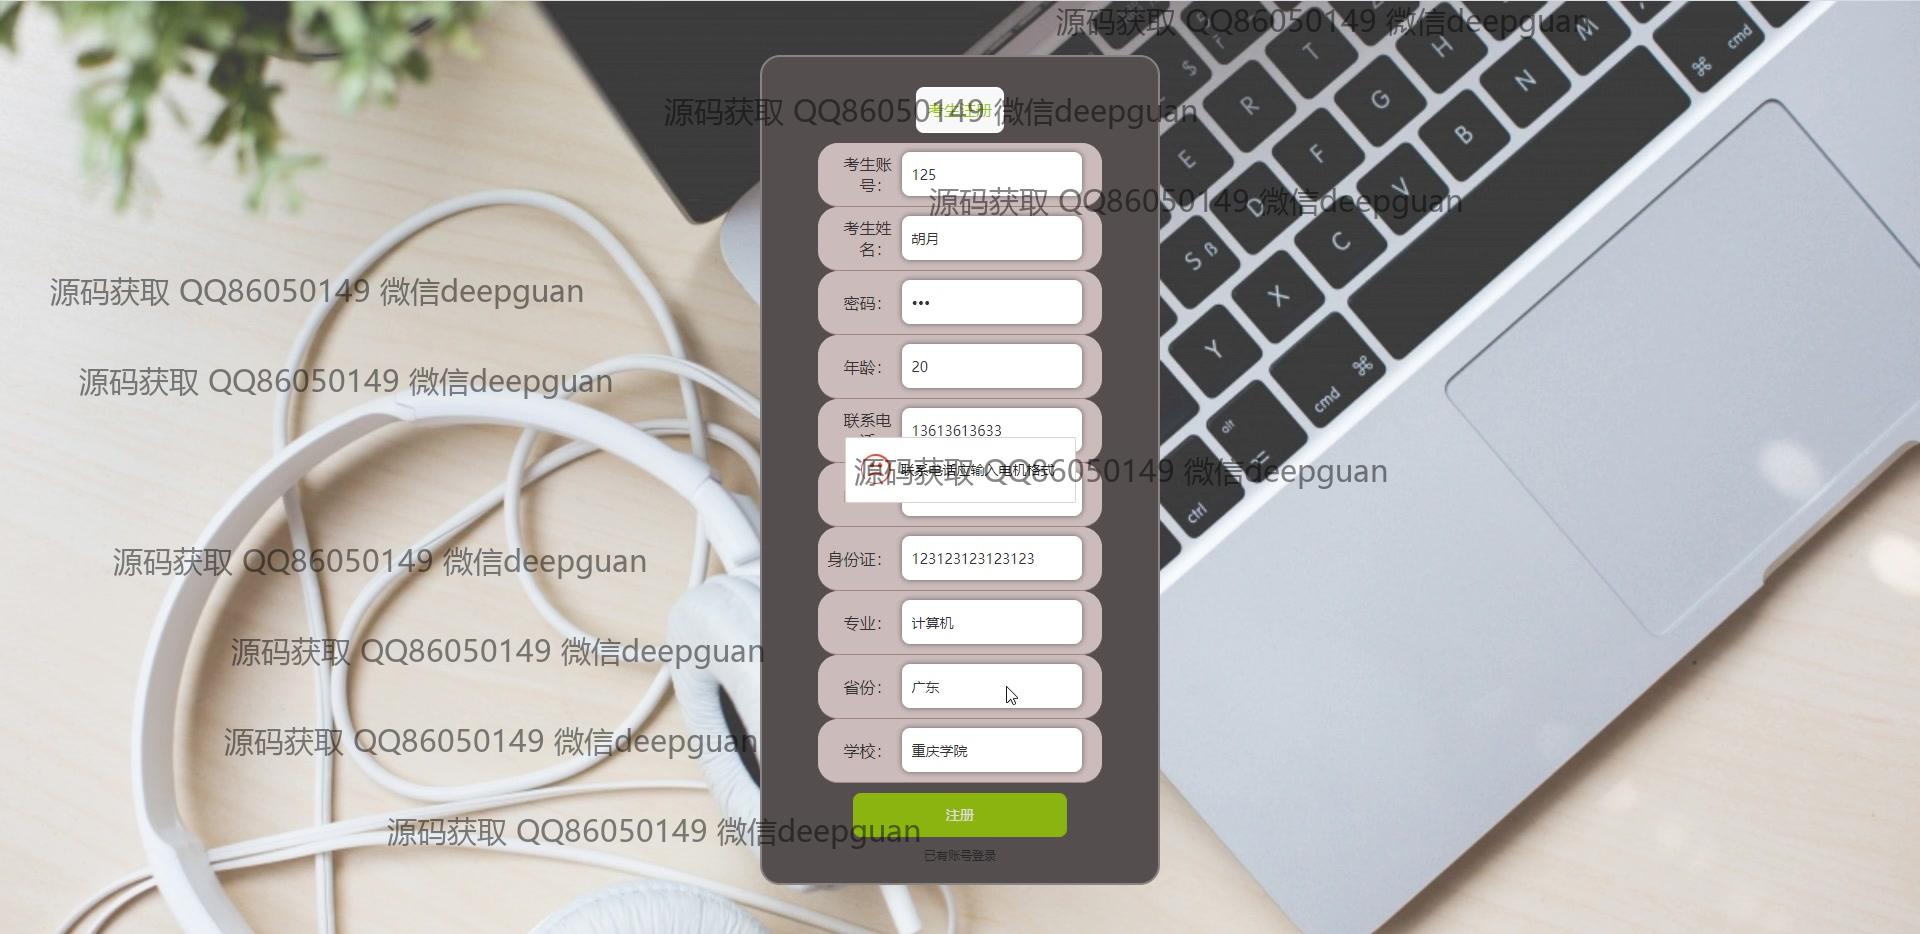 源码获取 QQ86050149 微信deepguan
源码获取 QQ86050149 微信deepguan
考生注册
考生账号：
125
源码获取 QQ86050149 微信deepguan
考生姓名：
胡月
源码获取 QQ86050149 微信deepguan
密码：
•••
年龄：
20
源码获取 QQ86050149 微信deepguan
联系电
13613613633
联系电话应输入电机格式
源码获取 QQ86050149 微信deepguan
身份证：
123123123123123
源码获取 QQ86050149 微信deepguan
专业：
计算机
源码获取 QQ86050149 微信deepguan
省份：
广东
源码获取 QQ86050149 微信deepguan
学校：
重庆学院
注册
源码获取 QQ86050149 微信deepguan
已有账号登录
S
T
H
M
cmd
⌘
R
G
N
E
F
B
D
V
S
ß
C
X
Y
⌘
cmd
alt
ctrl